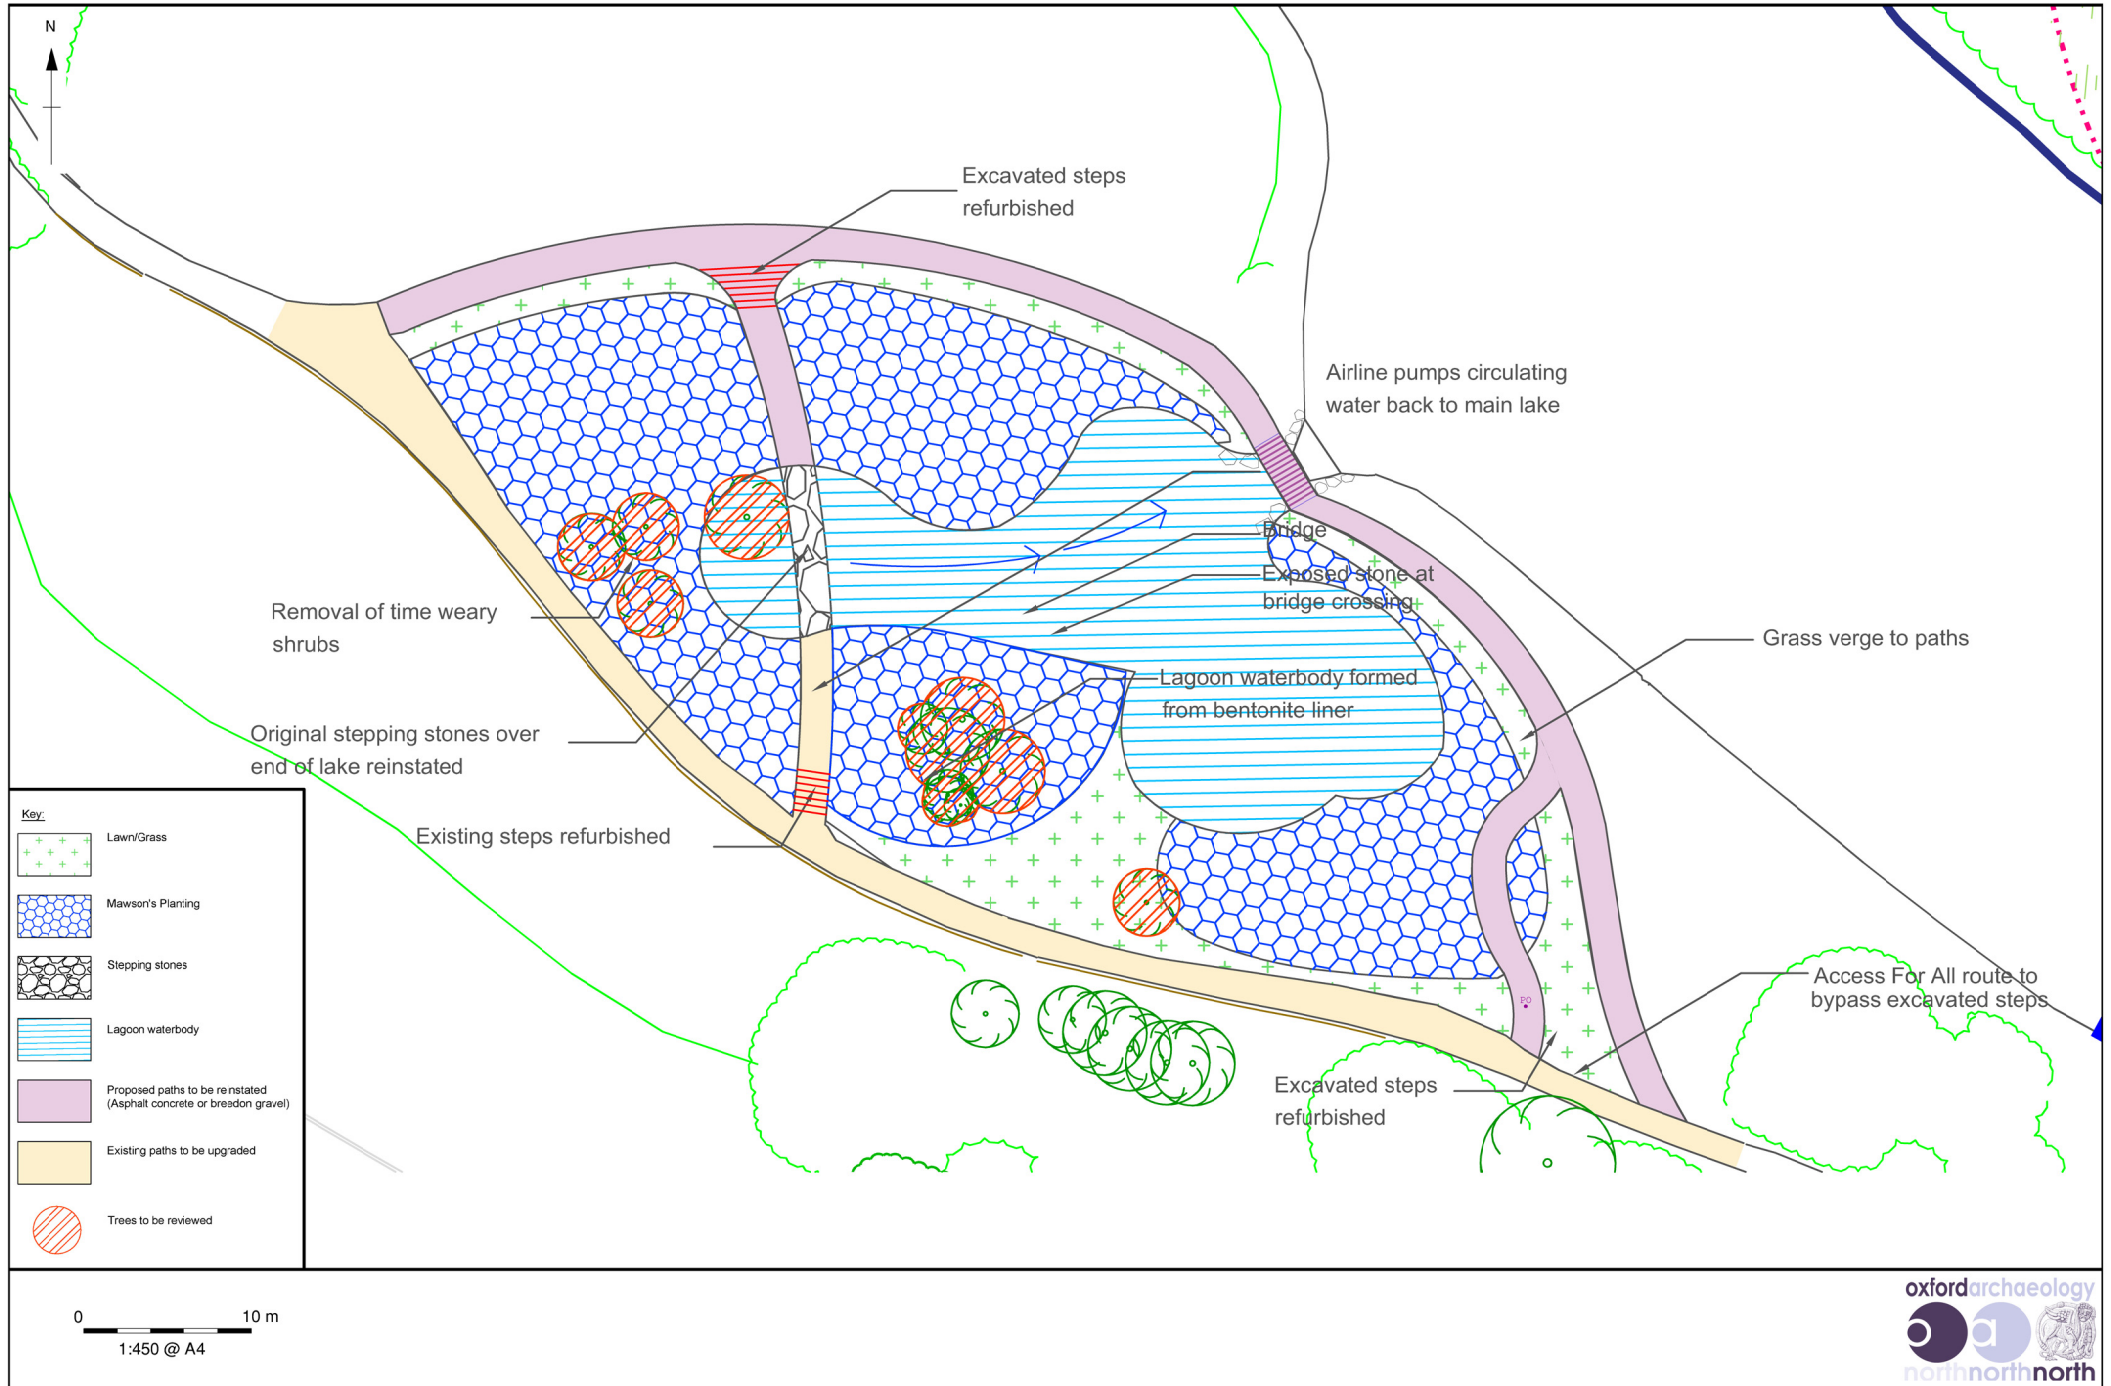 N
Excavated steps
refurbished
Airline pumps circulating
water back to main lake
Bridge
Exposed stone at
bridge crossing
Removal of time weary
shrubs
Grass verge to paths
Lagoon waterbody formed
from bentonite liner
Original stepping stones over
end of lake reinstated
Existing steps refurbished
Access For All route to
bypass excavated steps
P0
Excavated steps
refurbished
Key:
Lawn/Grass
Mawson's Planting
Stepping stones
Lagoon waterbody
Proposed paths to be reinstated
(Asphalt concrete or breedon gravel)
Existing paths to be upgraded
Trees to be reviewed
0 10 m
1:450 @ A4
oxfordarchaeology
o a
northnorthnorth